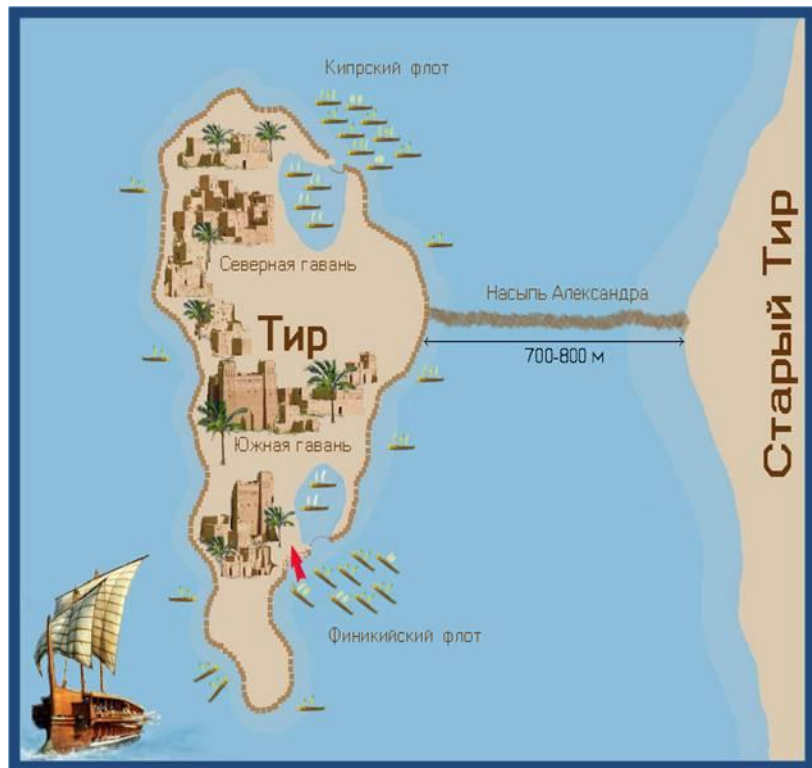 Кипрский флот
Северная гавань
Насыпь Александра
Тир
700-800 м
Старый Тир
Южная гавань
Финикийский флот